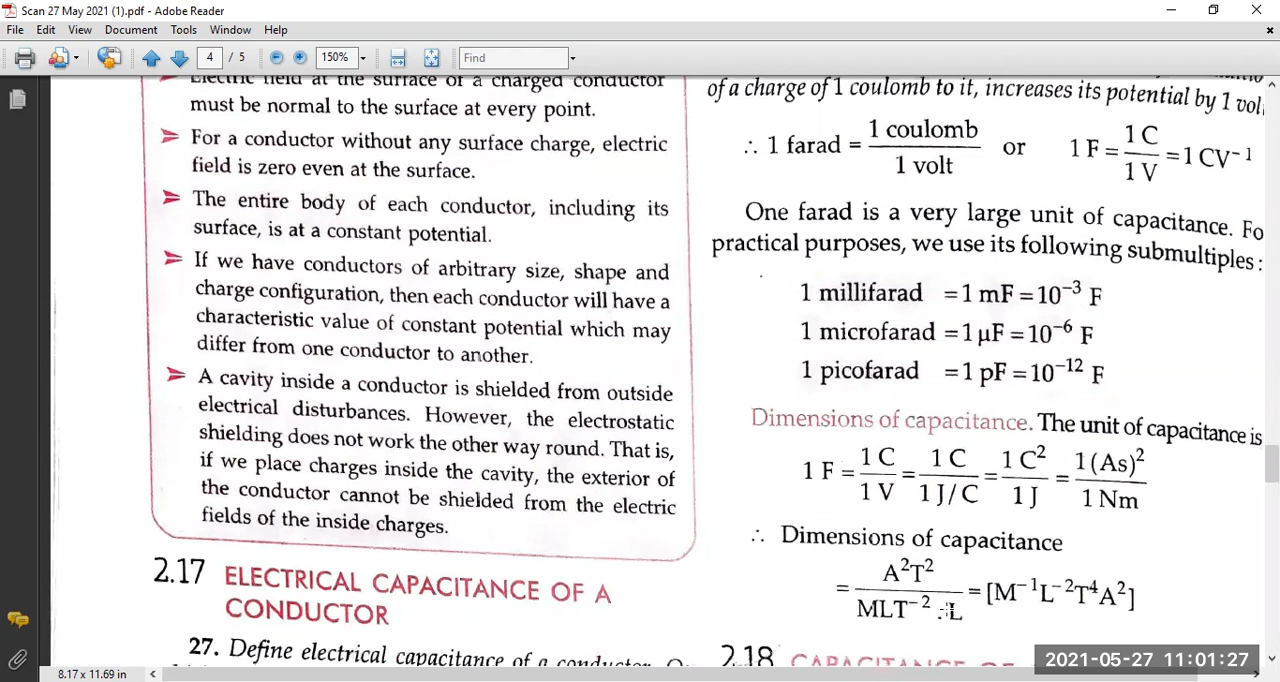 Scan 27 May 2021 (1).pdf - Adobe Reader
File Edit View Document Tools Window Help
4 / 5 150% Find
Electric field at the surface of a charged conductor
must be normal to the surface at every point.
➢ For a conductor without any surface charge, electric
field is zero even at the surface.
➢ The entire body of each conductor, including its
surface, is at a constant potential.
➢ If we have conductors of arbitrary size, shape and
charge configuration, then each conductor will have a
characteristic value of constant potential which may
differ from one conductor to another.
➢ A cavity inside a conductor is shielded from outside
electrical disturbances. However, the electrostatic
shielding does not work the other way round. That is,
if we place charges inside the cavity, the exterior of
the conductor cannot be shielded from the electric
fields of the inside charges.
2.17 ELECTRICAL CAPACITANCE OF A
CONDUCTOR
27. Define electrical capacitance of a conductor.
of a charge of 1 coulomb to it, increases its potential by 1 vol
∴ 1 farad = 1 coulomb / 1 volt or 1 F = 1 C / 1 V = 1 CV⁻¹
One farad is a very large unit of capacitance. Fo
practical purposes, we use its following submultiples :
1 millifarad = 1 mF = 10⁻³ F
1 microfarad = 1 μF = 10⁻⁶ F
1 picofarad = 1 pF = 10⁻¹² F
Dimensions of capacitance. The unit of capacitance is
1 F = 1 C / 1 V = 1 C / 1 J/C = 1 C² / 1 J = 1 (As)² / 1 Nm
∴ Dimensions of capacitance
= A²T² / MLT⁻² . L = [M⁻¹L⁻²T⁴A²]
2.18 CAPACITANCE OF
2021-05-27 11:01:27
8.17 x 11.69 in